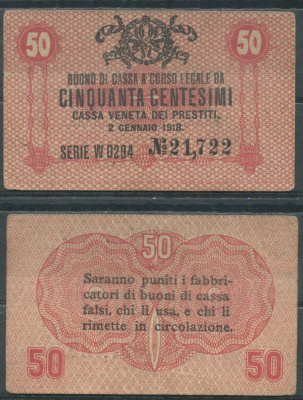 50 50
BUONO DI CASSA A CORSO LEGALE DA
CINQUANTA CENTESIMI
CASSA VENETA DEI PRESTITI,
2 GENNAIO 1918.
SERIE W 0294 №21,722
50
Saranno puniti i fabbri-
catori di buoni di cassa
falsi, chi li usa, e chi li
rimette in circolazione.
50 50